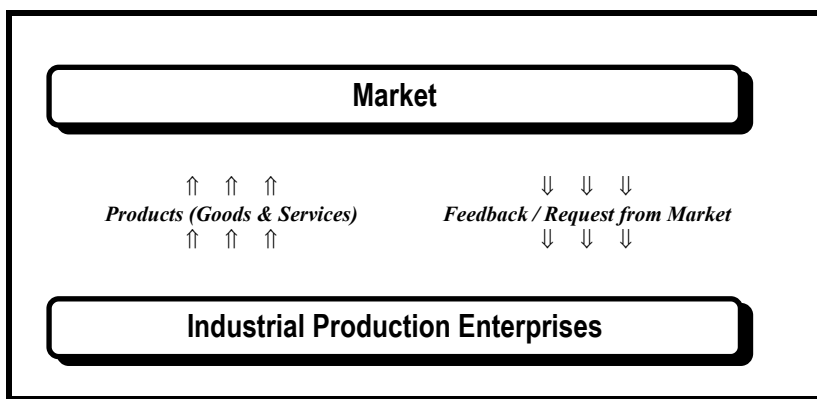 Market
⇑ ⇑ ⇑ ⇓ ⇓ ⇓
Products (Goods & Services) Feedback / Request from Market
⇑ ⇑ ⇑ ⇓ ⇓ ⇓
Industrial Production Enterprises